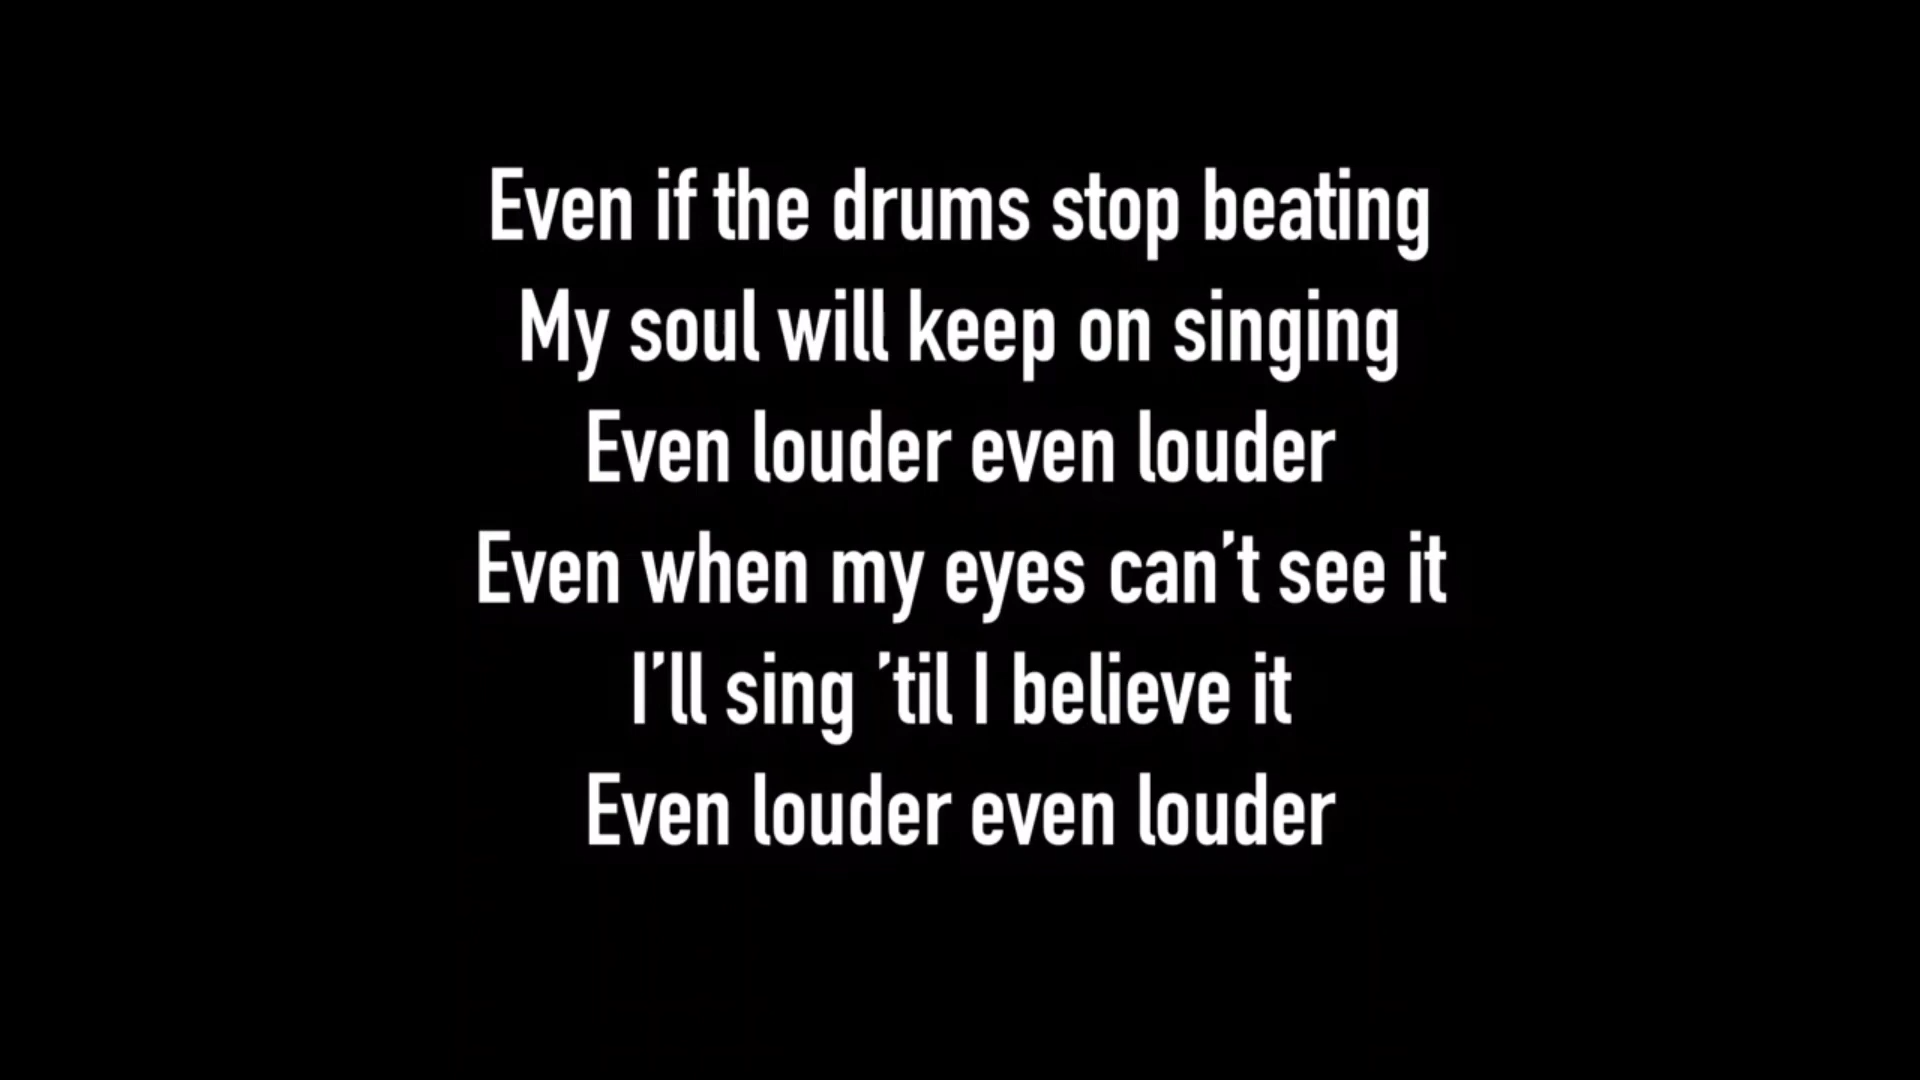 Even if the drums stop beating
My soul will keep on singing
Even louder even louder
Even when my eyes can’t see it
I’ll sing ’til I believe it
Even louder even louder